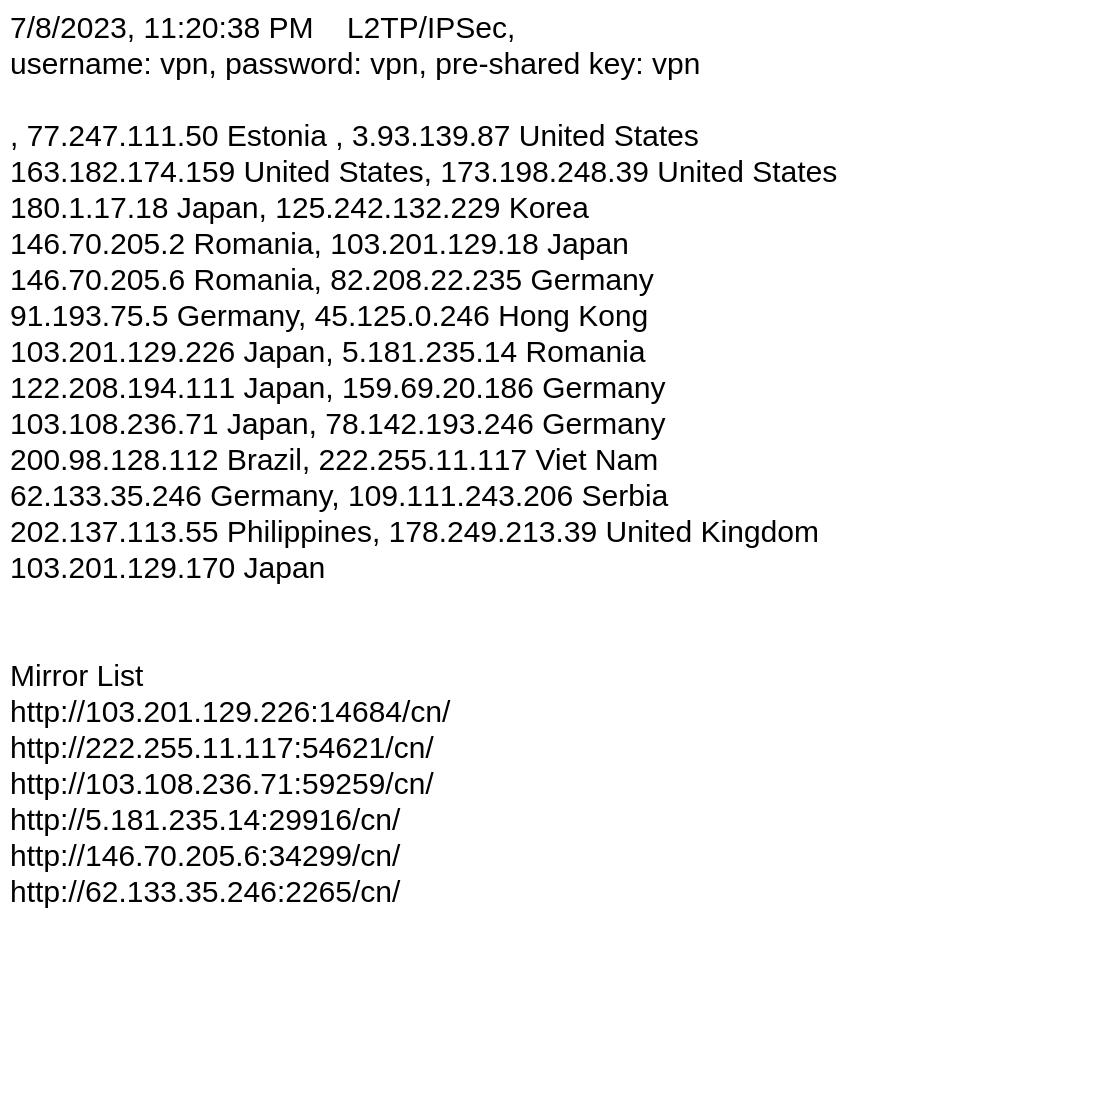 7/8/2023, 11:20:38 PM    L2TP/IPSec,
username: vpn, password: vpn, pre-shared key: vpn
, 77.247.111.50 Estonia , 3.93.139.87 United States
163.182.174.159 United States, 173.198.248.39 United States
180.1.17.18 Japan, 125.242.132.229 Korea
146.70.205.2 Romania, 103.201.129.18 Japan
146.70.205.6 Romania, 82.208.22.235 Germany
91.193.75.5 Germany, 45.125.0.246 Hong Kong
103.201.129.226 Japan, 5.181.235.14 Romania
122.208.194.111 Japan, 159.69.20.186 Germany
103.108.236.71 Japan, 78.142.193.246 Germany
200.98.128.112 Brazil, 222.255.11.117 Viet Nam
62.133.35.246 Germany, 109.111.243.206 Serbia
202.137.113.55 Philippines, 178.249.213.39 United Kingdom
103.201.129.170 Japan
Mirror List
http://103.201.129.226:14684/cn/
http://222.255.11.117:54621/cn/
http://103.108.236.71:59259/cn/
http://5.181.235.14:29916/cn/
http://146.70.205.6:34299/cn/
http://62.133.35.246:2265/cn/